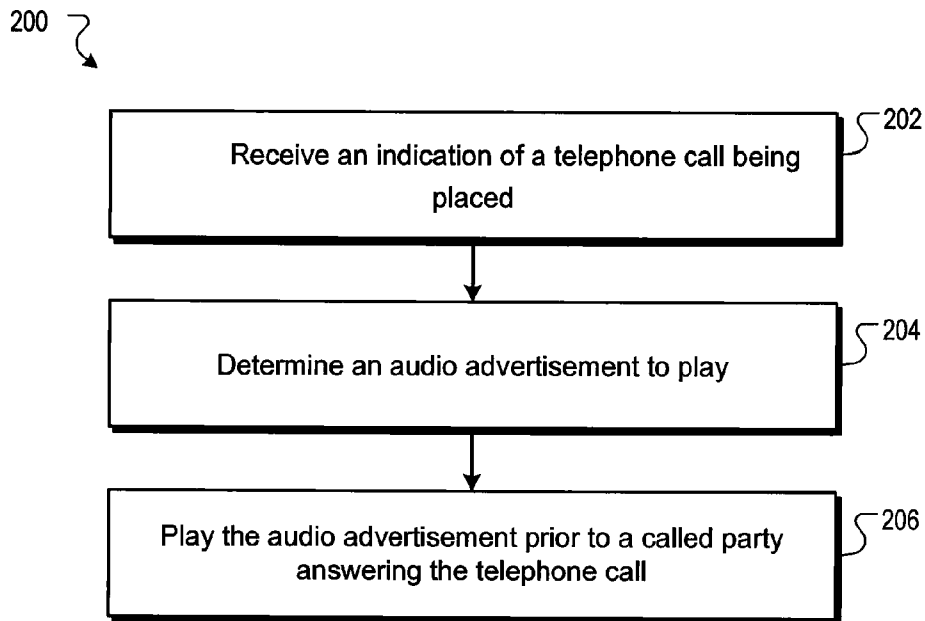 200
202
Receive an indication of a telephone call being
placed
204
Determine an audio advertisement to play
206
Play the audio advertisement prior to a called party
answering the telephone call